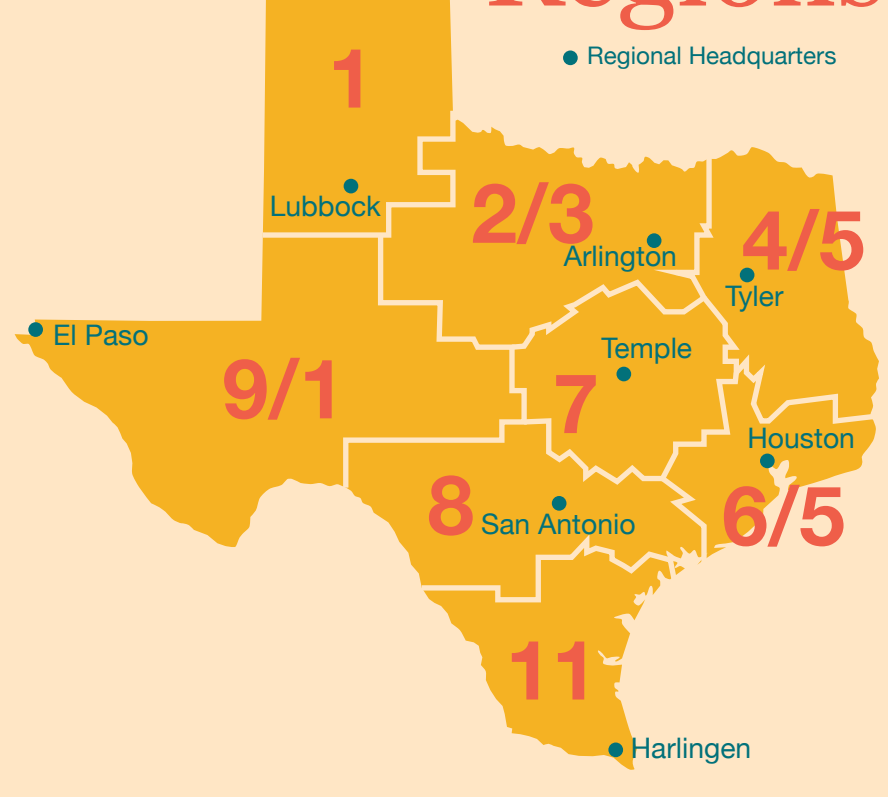 Regions
Regional Headquarters
1
Lubbock
2/3
Arlington
4/5
Tyler
El Paso
9/1
Temple
7
Houston
8
San Antonio
6/5
11
Harlingen